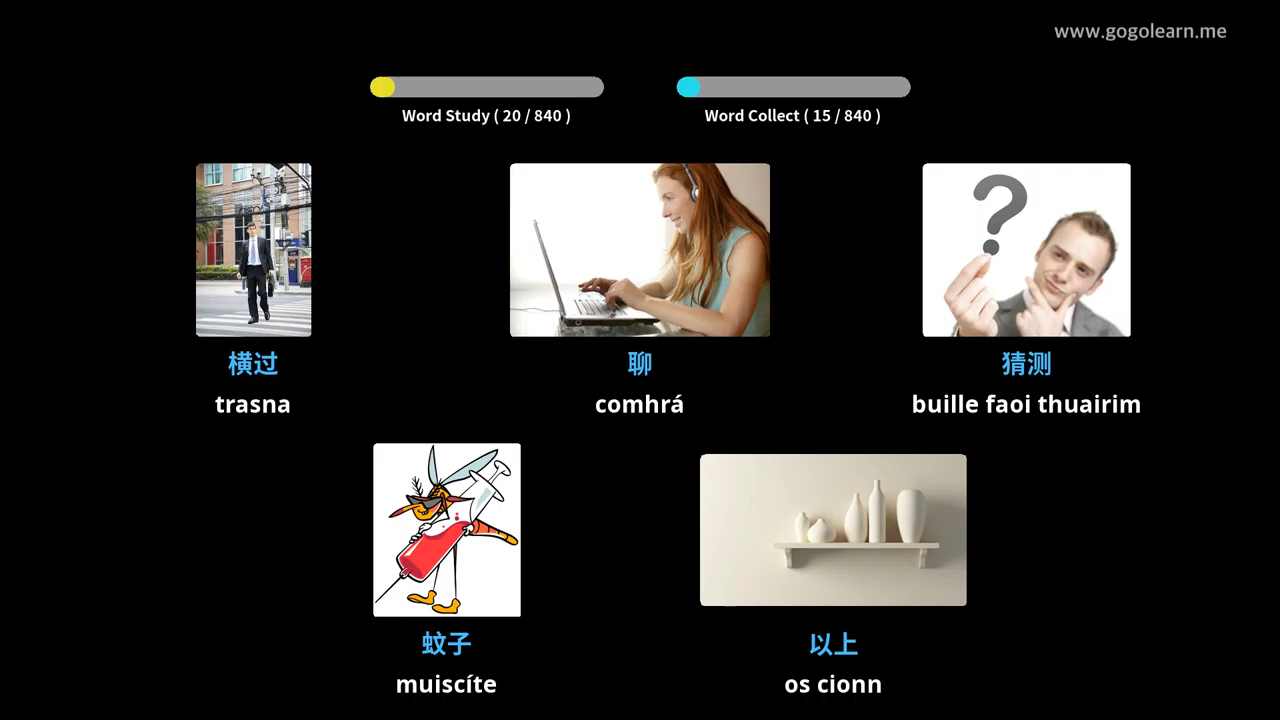 www.gogolearn.me
Word Study ( 20 / 840 )
Word Collect ( 15 / 840 )
横过
trasna
聊
comhrá
猜测
buille faoi thuairim
蚊子
muiscíte
以上
os cionn